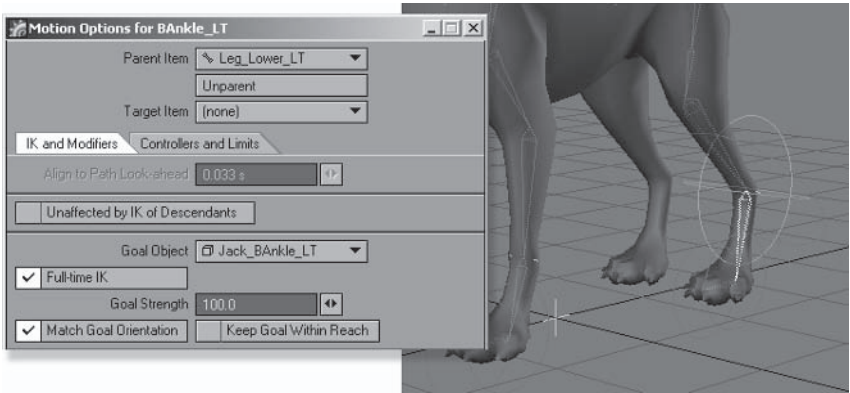 Motion Options for BAnkle_LT
Parent Item Leg_Lower_LT
Unparent
Target Item (none)
IK and Modifiers Controllers and Limits
Align to Path Look-ahead 0.033 s
Unaffected by IK of Descendants
Goal Object Jack_BAnkle_LT
Full-time IK
Goal Strength 100.0
Match Goal Orientation Keep Goal Within Reach